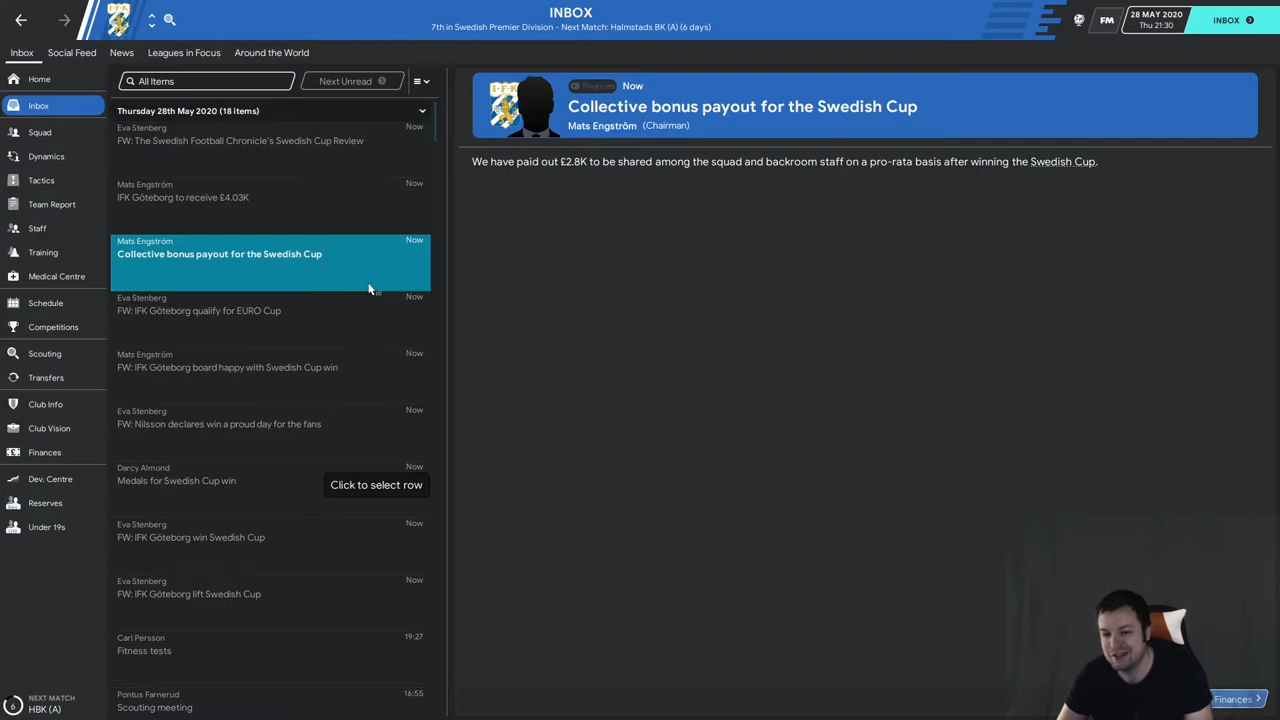 INBOX
7th in Swedish Premier Division - Next Match: Halmstads BK (A) (6 days)
FM
28 MAY 2020
Thu 21:30
INBOX
Inbox
Social Feed
News
Leagues in Focus
Around the World
Home
Inbox
Squad
Dynamics
Tactics
Team Report
Staff
Training
Medical Centre
Schedule
Competitions
Scouting
Transfers
Club Info
Club Vision
Finances
Dev. Centre
Reserves
Under 19s
6
NEXT MATCH
HBK (A)
All Items
Next Unread
Thursday 28th May 2020 (18 items)
Eva Stenberg Now
FW: The Swedish Football Chronicle's Swedish Cup Review
Mats Engström Now
IFK Göteborg to receive £4.03K
Mats Engström Now
Collective bonus payout for the Swedish Cup
Eva Stenberg Now
FW: IFK Göteborg qualify for EURO Cup
Mats Engström Now
FW: IFK Göteborg board happy with Swedish Cup win
Eva Stenberg Now
FW: Nilsson declares win a proud day for the fans
Darcy Almond Now
Medals for Swedish Cup win
Click to select row
Eva Stenberg Now
FW: IFK Göteborg win Swedish Cup
Eva Stenberg Now
FW: IFK Göteborg lift Swedish Cup
Carl Persson 19:27
Fitness tests
Pontus Farnerud 16:55
Scouting meeting
I F K
Finances Now
Collective bonus payout for the Swedish Cup
Mats Engström (Chairman)
We have paid out £2.8K to be shared among the squad and backroom staff on a pro-rata basis after winning the Swedish Cup.
Finances